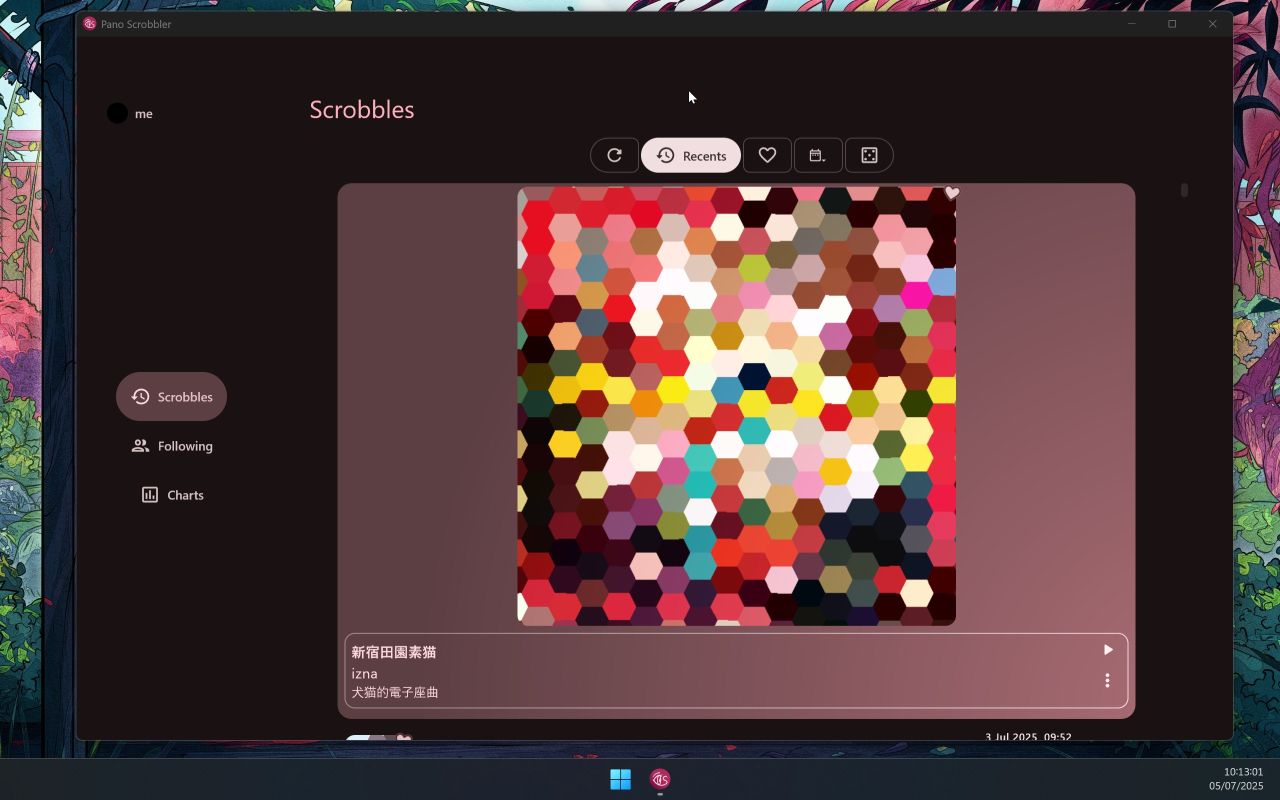 Pano Scrobbler
me
Scrobbles
Recents
Scrobbles
Following
Charts
新宿田園素猫
izna
犬猫的電子座曲
3 Jul 2025, 09:52
10:13:01
05/07/2025